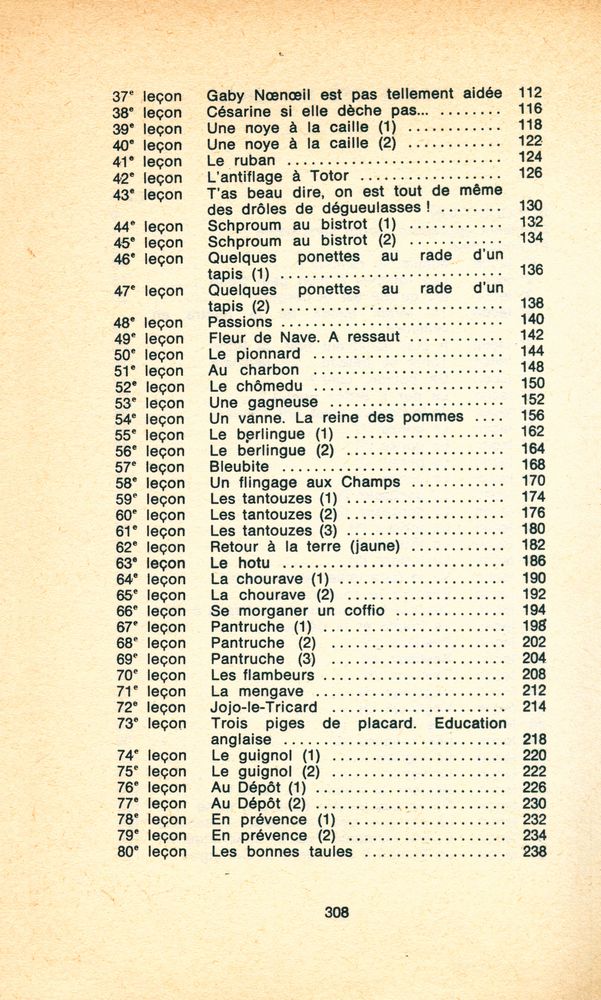 37e leçon Gaby Nœnœil est pas tellement aidée 112
38e leçon Césarine si elle dèche pas... ........ 116
39e leçon Une noye à la caille (1) ............ 118
40e leçon Une noye à la caille (2) ............ 122
41e leçon Le ruban ........................... 124
42e leçon L'antiflage à Totor .................. 126
43e leçon T'as beau dire, on est tout de même
des drôles de dégueulasses ! ........ 130
44e leçon Schproum au bistrot (1) ............ 132
45e leçon Schproum au bistrot (2) ............ 134
46e leçon Quelques ponettes au rade d'un
tapis (1) ............................ 136
47e leçon Quelques ponettes au rade d'un
tapis (2) ............................ 138
48e leçon Passions ............................ 140
49e leçon Fleur de Nave. A ressaut ............ 142
50e leçon Le pionnard ........................ 144
51e leçon Au charbon ........................ 148
52e leçon Le chômedu ........................ 150
53e leçon Une gagneuse ...................... 152
54e leçon Un vanne. La reine des pommes .... 156
55e leçon Le berlingue (1) .................... 162
56e leçon Le berlingue (2) .................... 164
57e leçon Bleubite ............................ 168
58e leçon Un flingage aux Champs ............ 170
59e leçon Les tantouzes (1) .................... 174
60e leçon Les tantouzes (2) .................... 176
61e leçon Les tantouzes (3) .................... 180
62e leçon Retour à la terre (jaune) ............ 182
63e leçon Le hotu ............................ 186
64e leçon La chourave (1) ..................... 190
65e leçon La chourave (2) .................... 192
66e leçon Se morganer un coffio .............. 194
67e leçon Pantruche (1) ....................... 198
68e leçon Pantruche (2) ...................... 202
69e leçon Pantruche (3) ...................... 204
70e leçon Les flambeurs ....................... 208
71e leçon La mengave ........................ 212
72e leçon Jojo-le-Tricard ...................... 214
73e leçon Trois piges de placard. Education
anglaise ............................ 218
74e leçon Le guignol (1) ...................... 220
75e leçon Le guignol (2) ...................... 222
76e leçon Au Dépôt (1) ........................ 226
77e leçon Au Dépôt (2) ........................ 230
78e leçon En prévence (1) .................... 232
79e leçon En prévence (2) .................... 234
80e leçon Les bonnes taules .................. 238
308